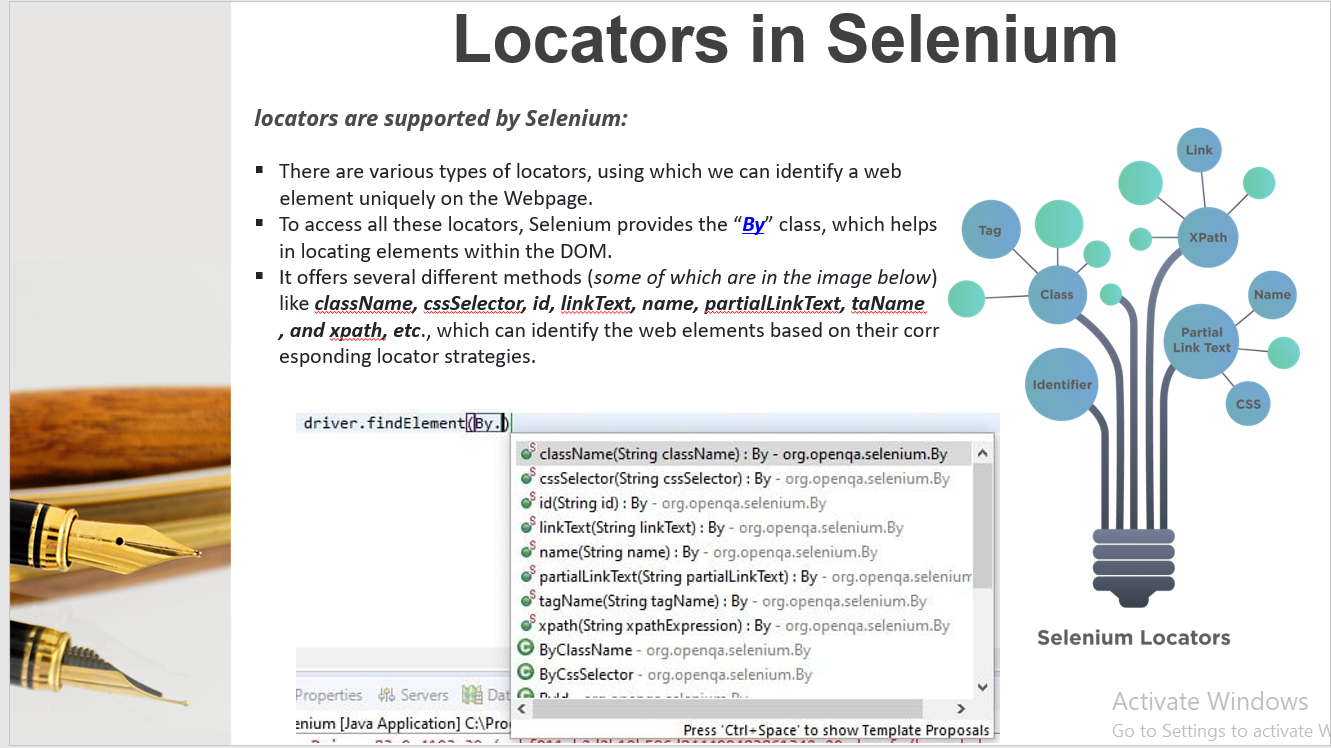 Locators in Selenium
locators are supported by Selenium:
▪ There are various types of locators, using which we can identify a web
element uniquely on the Webpage.
▪ To access all these locators, Selenium provides the “By” class, which helps
in locating elements within the DOM.
▪ It offers several different methods (some of which are in the image below)
like className, cssSelector, id, linkText, name, partialLinkText, taName
, and xpath, etc., which can identify the web elements based on their corr
esponding locator strategies.
driver.findElement(By.)
className(String className) : By - org.openqa.selenium.By
cssSelector(String cssSelector) : By - org.openqa.selenium.By
id(String id) : By - org.openqa.selenium.By
linkText(String linkText) : By - org.openqa.selenium.By
name(String name) : By - org.openqa.selenium.By
partialLinkText(String partialLinkText) : By - org.openqa.selenium
tagName(String tagName) : By - org.openqa.selenium.By
xpath(String xpathExpression) : By - org.openqa.selenium.By
ByClassName - org.openqa.selenium.By
ByCssSelector - org.openqa.selenium.By
Properties Servers Dat
enium [Java Application] C:\Pro
Press 'Ctrl+Space' to show Template Proposals
Link
Tag
XPath
Class
Name
Partial
Link Text
Identifier
CSS
Selenium Locators
Activate Windows
Go to Settings to activate W